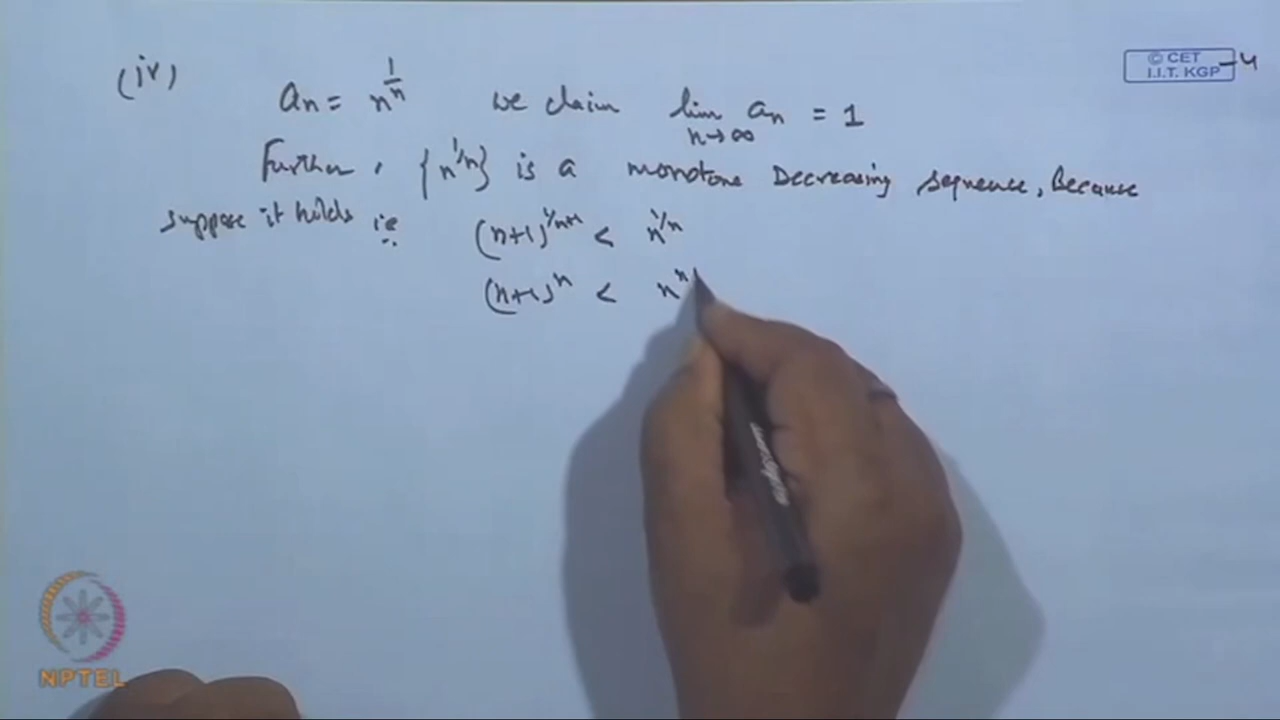 © CET
I.I.T. KGP
-4
(iv) an = n^{1/n} we claim lim_{n→∞} an = 1
Further, {n^{1/n}} is a monotone Decreasing sequence, Because
suppose it holds ie (n+1)^{1/n+1} < n^{1/n}
(n+1)^n < n^n
NPTEL